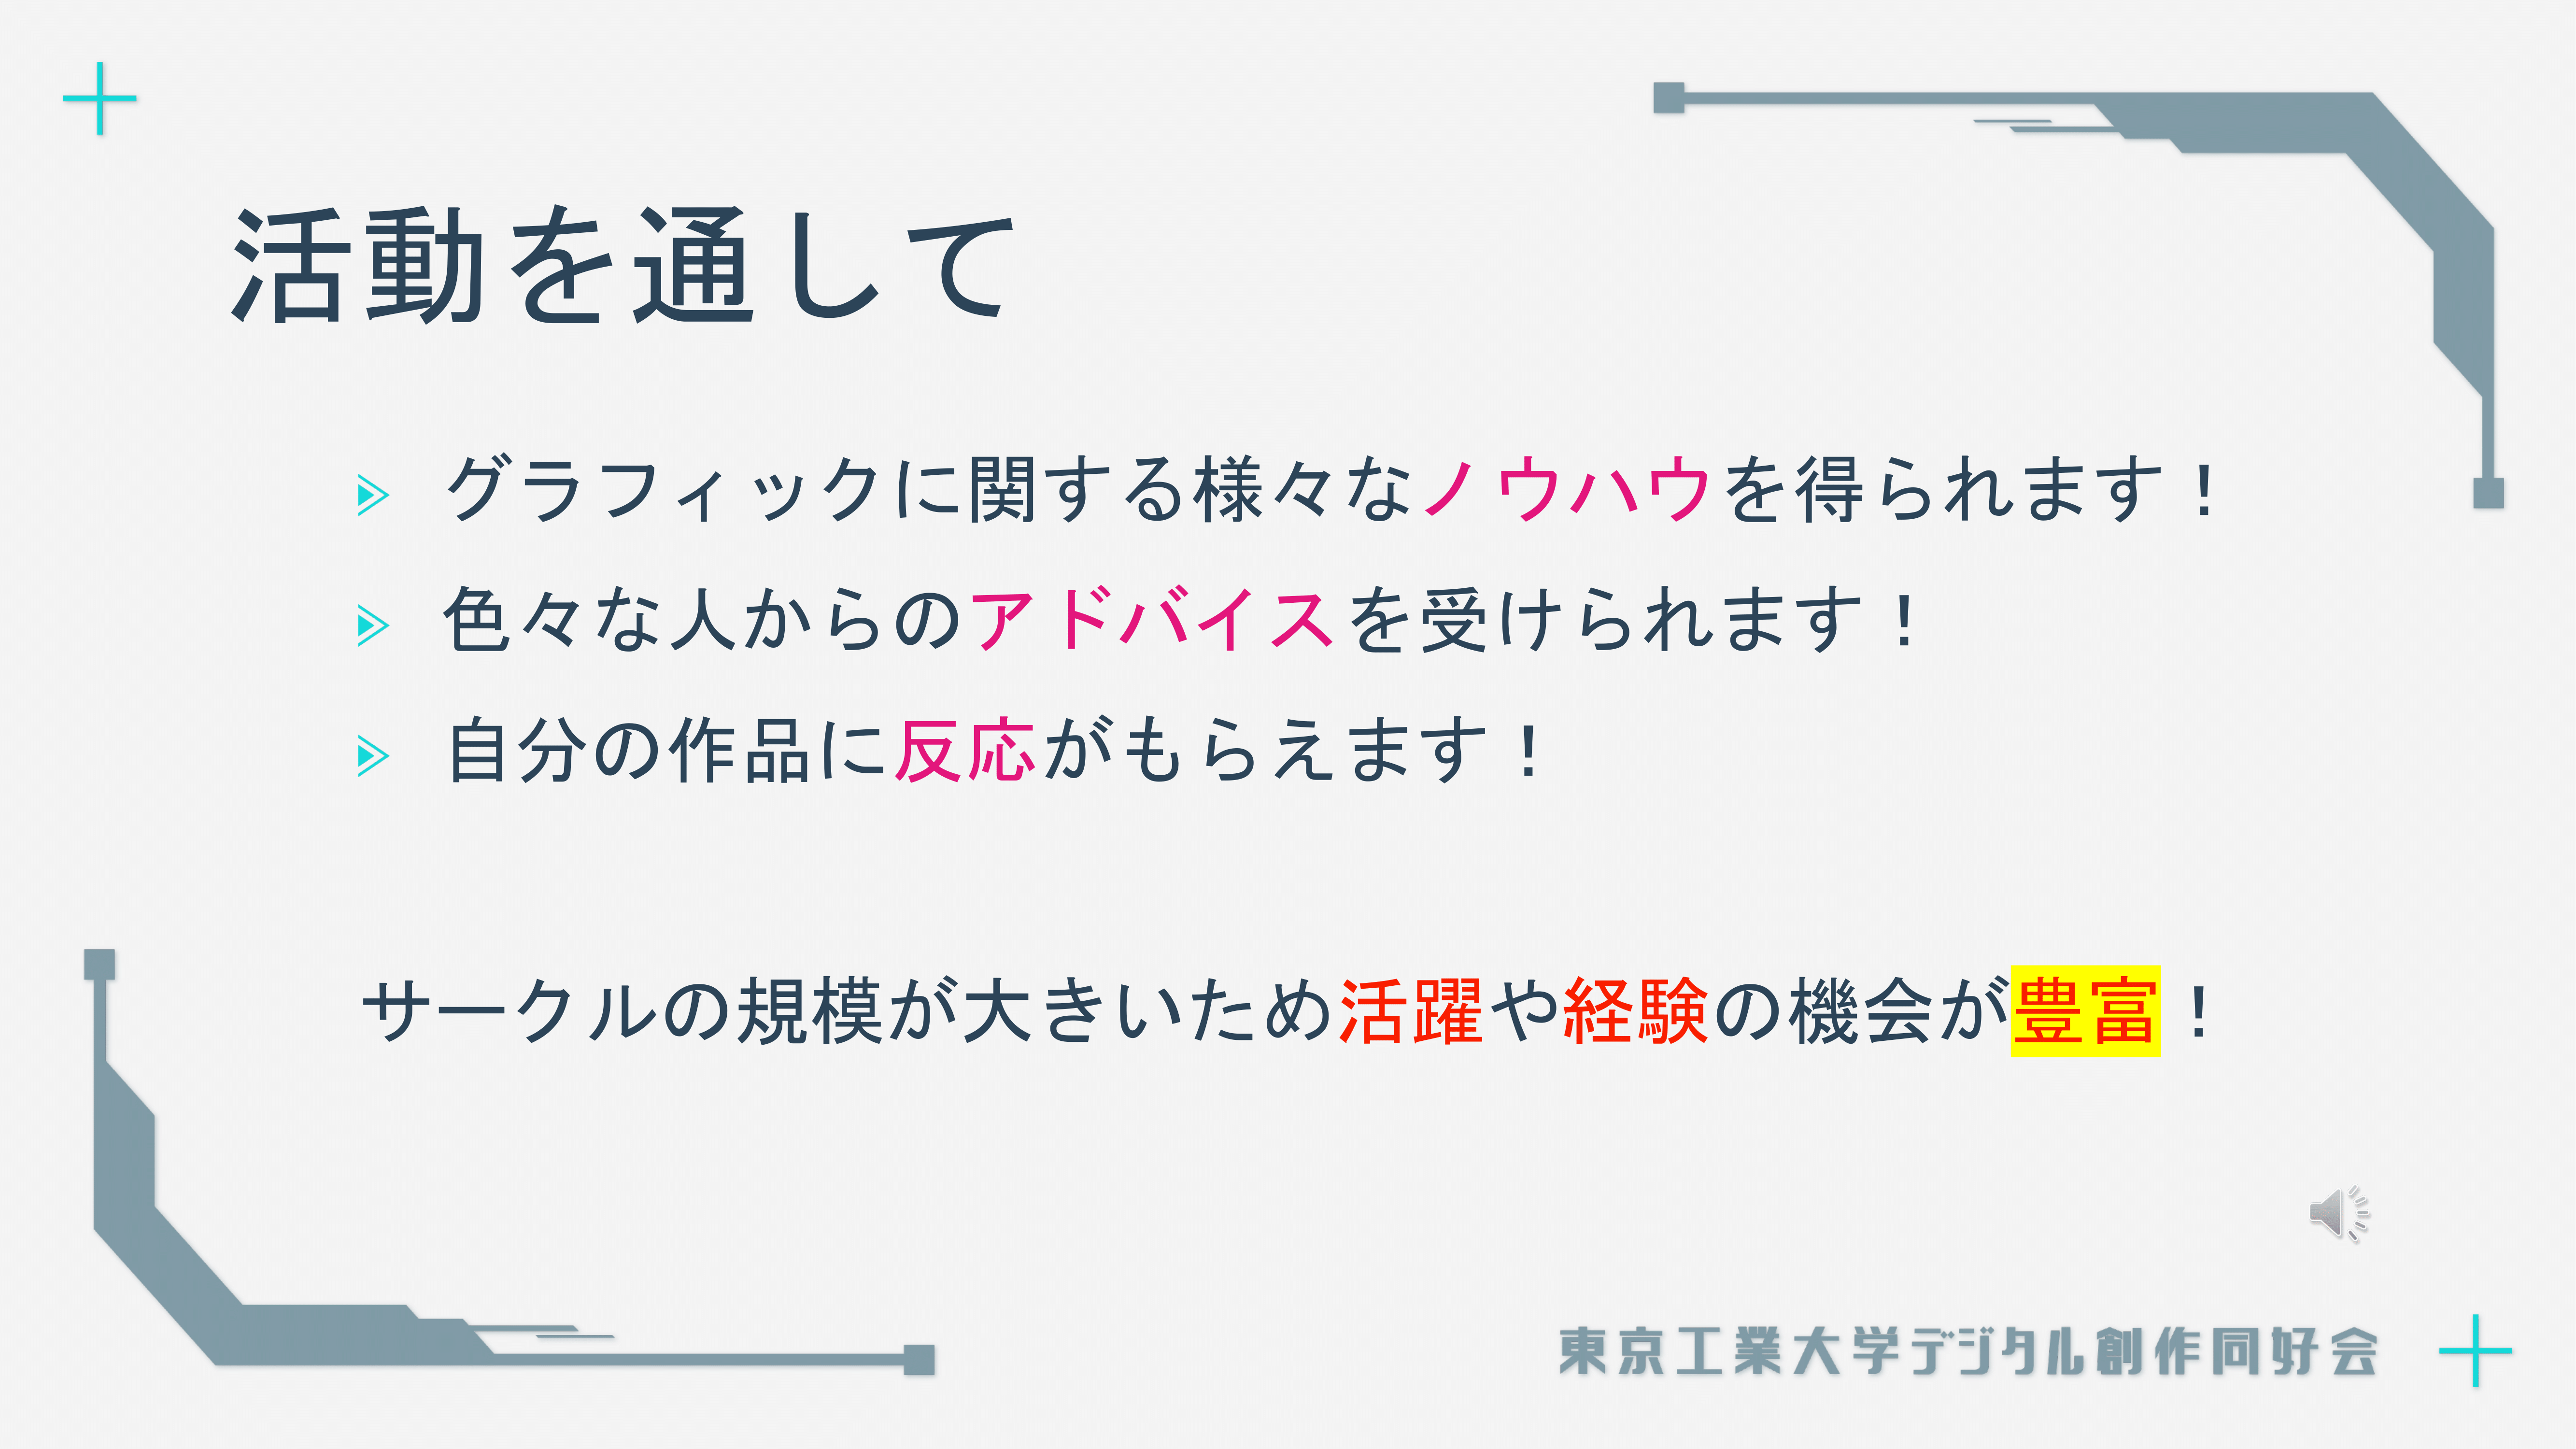 活動を通して
グラフィックに関する様々なノウハウを得られます！
色々な人からのアドバイスを受けられます！
自分の作品に反応がもらえます！
サークルの規模が大きいため活躍や経験の機会が豊富！
東京工業大学デジタル創作同好会